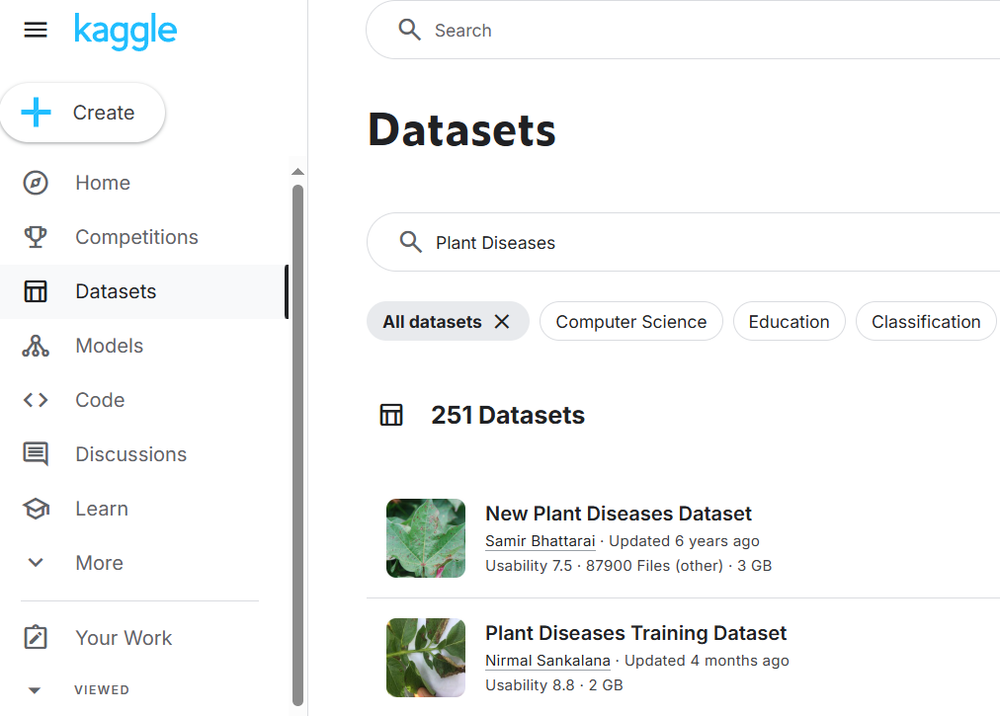 kaggle
Create
Home
Competitions
Datasets
Models
Code
Discussions
Learn
More
Your Work
VIEWED
Search
Datasets
Plant Diseases
All datasets
Computer Science
Education
Classification
251 Datasets
New Plant Diseases Dataset
Samir Bhattarai · Updated 6 years ago
Usability 7.5 · 87900 Files (other) · 3 GB
Plant Diseases Training Dataset
Nirmal Sankalana · Updated 4 months ago
Usability 8.8 · 2 GB